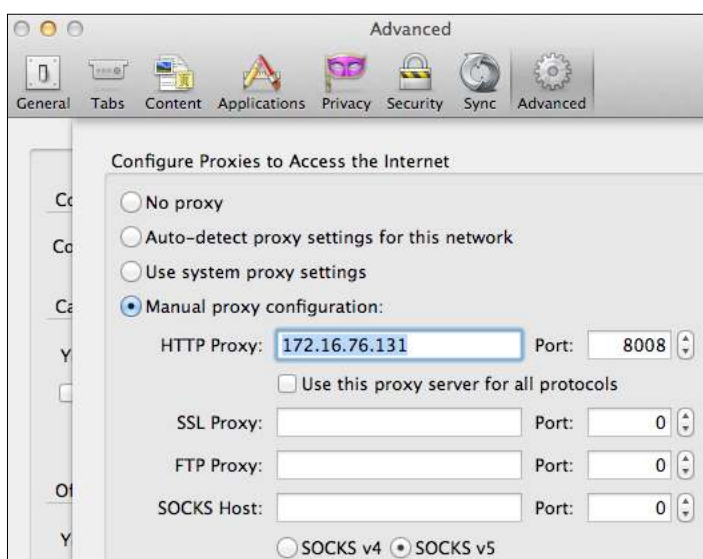 Advanced
General Tabs Content Applications Privacy Security Sync Advanced
Configure Proxies to Access the Internet
No proxy
Auto-detect proxy settings for this network
Use system proxy settings
Manual proxy configuration:
HTTP Proxy: 172.16.76.131 Port: 8008
Use this proxy server for all protocols
SSL Proxy: Port: 0
FTP Proxy: Port: 0
SOCKS Host: Port: 0
SOCKS v4 SOCKS v5